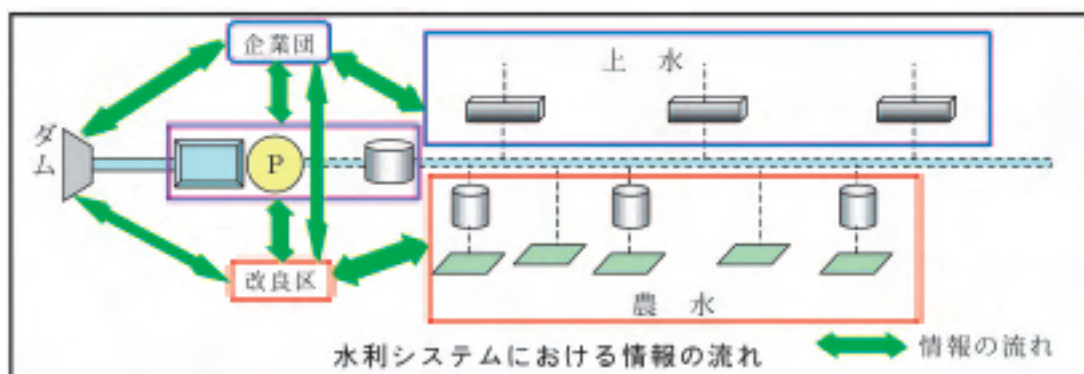 企業団
上 水
ダム
P
改良区
農 水
水利システムにおける情報の流れ
情報の流れ